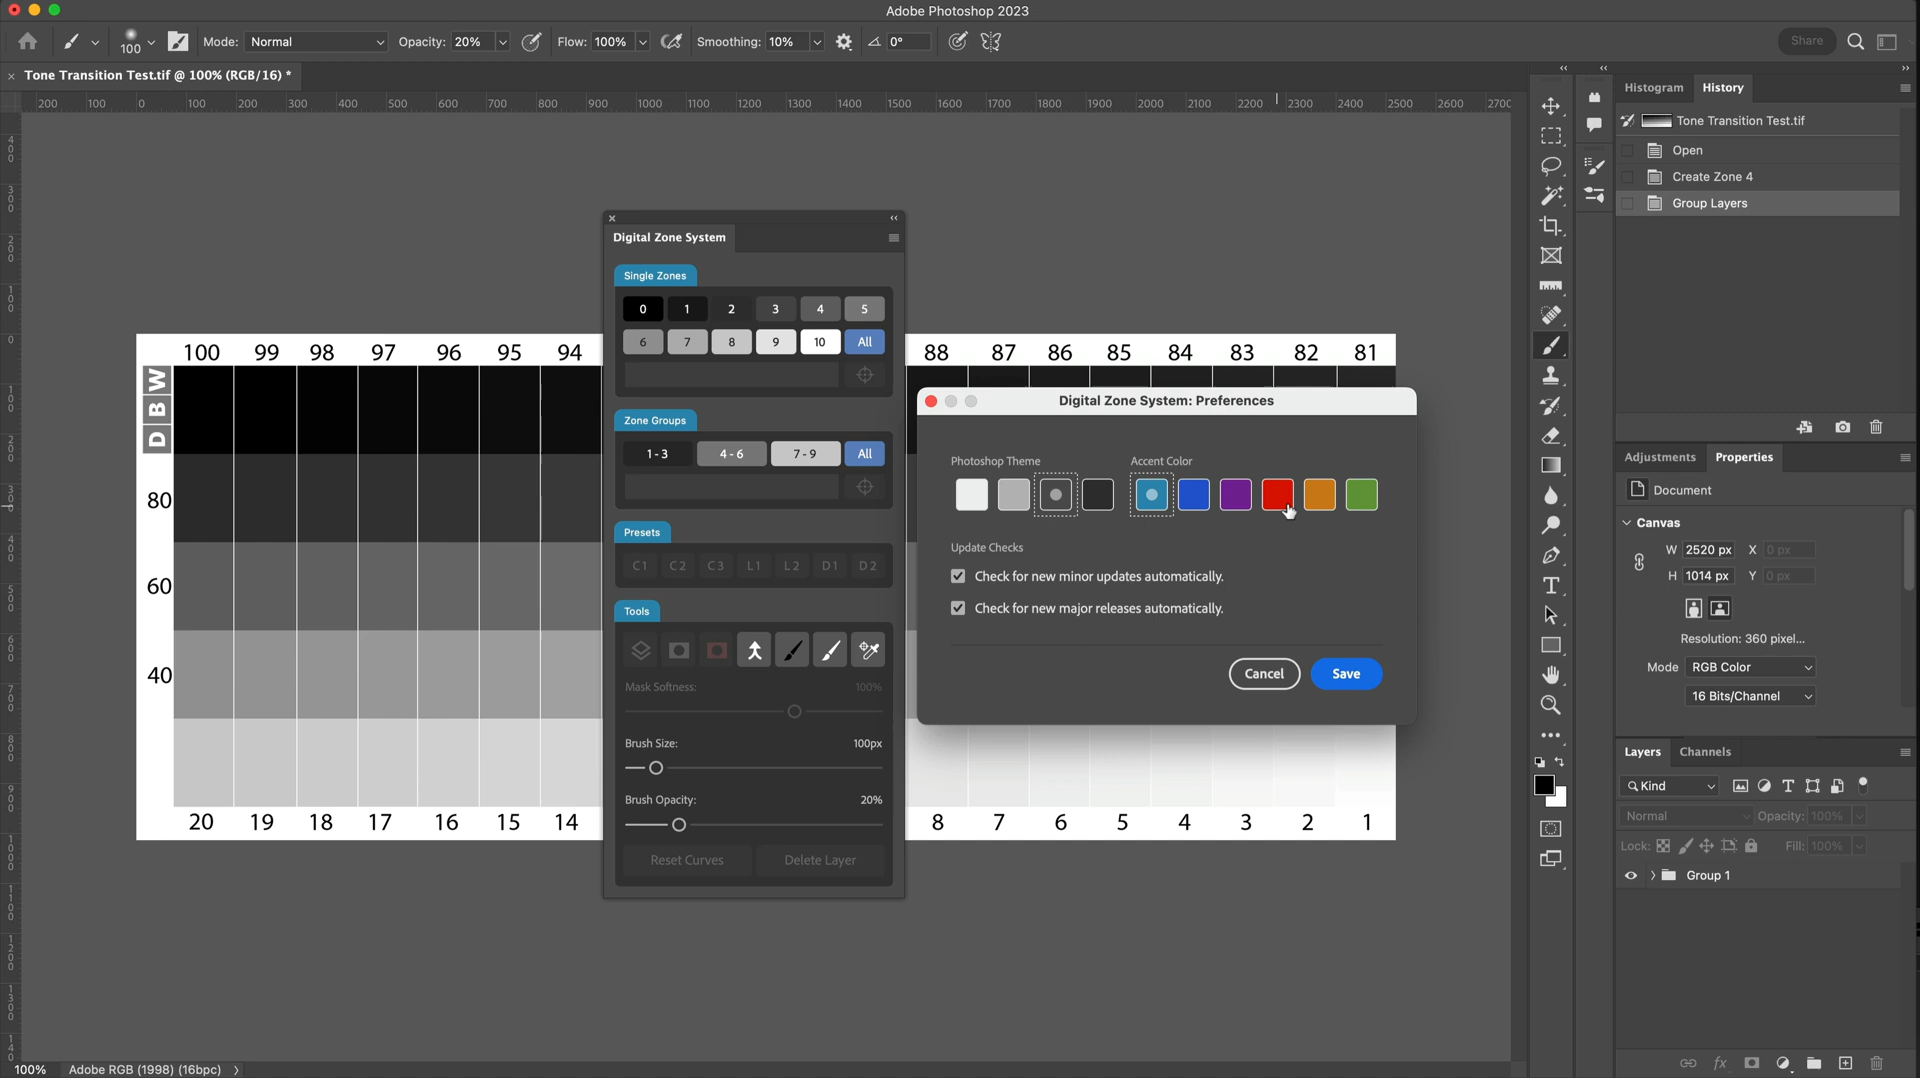 Adobe Photoshop 2023
100 Mode: Normal Opacity: 20% Flow: 100% Smoothing: 10% 0° Share
Tone Transition Test.tif @ 100% (RGB/16) *
200 100 0 100 200 300 400 500 600 700 800 900 1000 1100 1200 1300 1400 1500 1600 1700 1800 1900 2000 2100 2200 2300 2400 2500 2600 2700
100 99 98 97 96 95 94
88 87 86 85 84 83 82 81
W
B
D
80
60
40
20 19 18 17 16 15 14
8 7 6 5 4 3 2 1
Digital Zone System
Single Zones
0 1 2 3 4 5
6 7 8 9 10 All
Zone Groups
1 - 3 4 - 6 7 - 9 All
Presets
C1 C2 C3 L1 L2 D1 D2
Tools
Mask Softness: 100%
Brush Size: 100px
Brush Opacity: 20%
Reset Curves Delete Layer
Digital Zone System: Preferences
Photoshop Theme Accent Color
Update Checks
Check for new minor updates automatically.
Check for new major releases automatically.
Cancel Save
Histogram History
Tone Transition Test.tif
Open
Create Zone 4
Group Layers
Adjustments Properties
Document
Canvas
W 2520 px X 0 px
H 1014 px Y 0 px
Resolution: 360 pixel...
Mode RGB Color
16 Bits/Channel
Layers Channels
Kind
Normal Opacity: 100%
Lock: Fill: 100%
Group 1
100% Adobe RGB (1998) (16bpc)